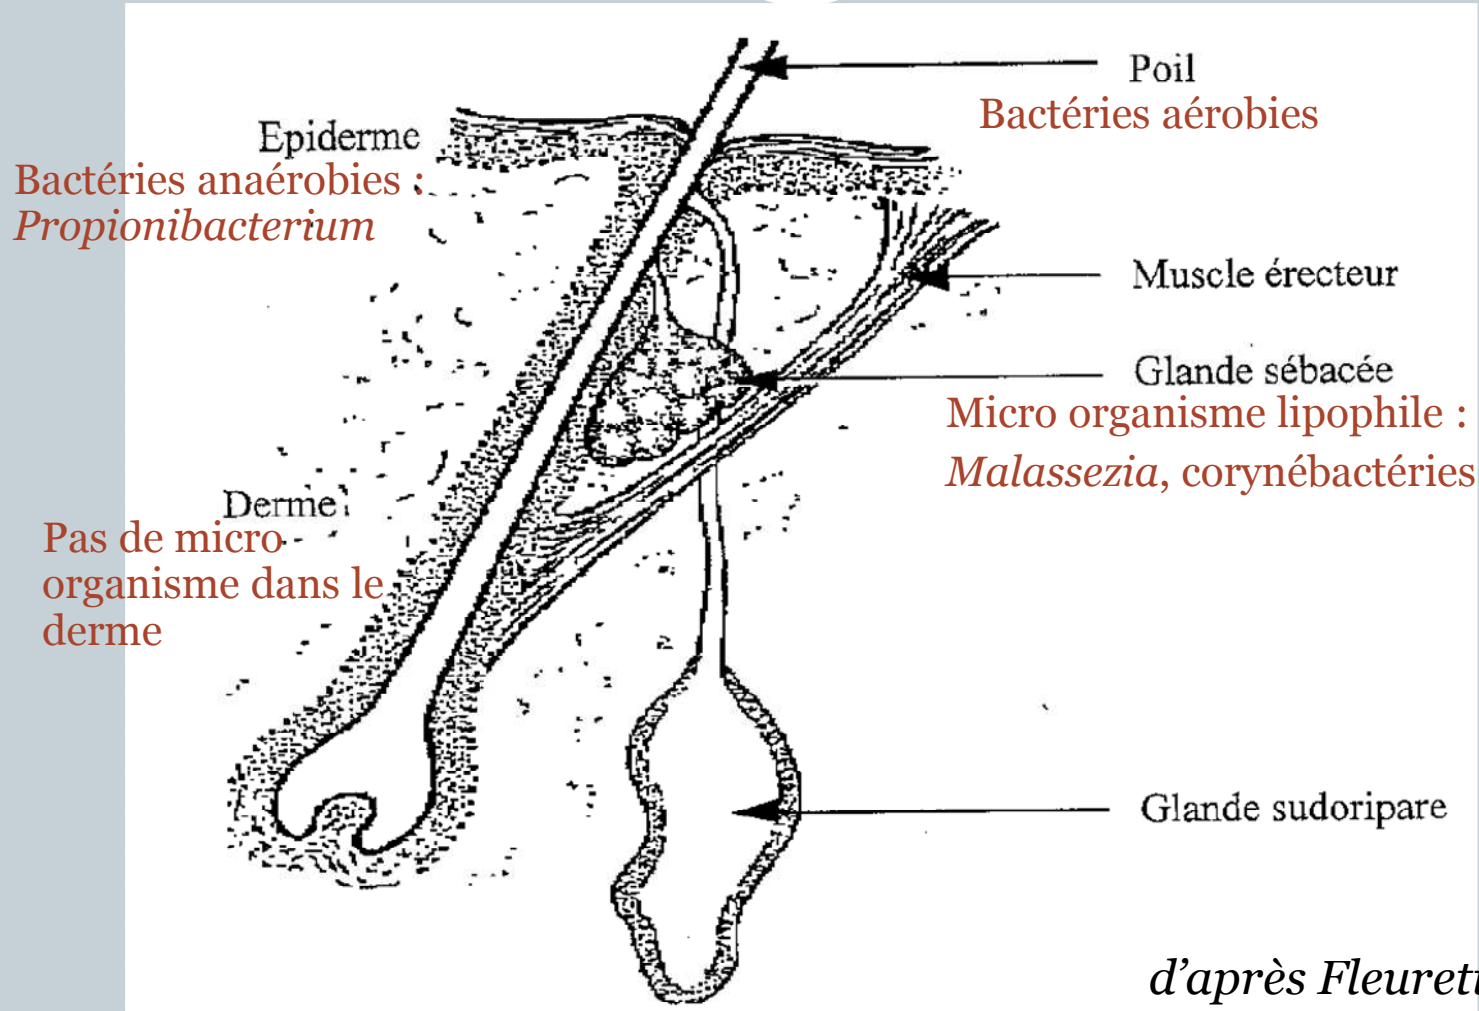 Poil
Bactéries aérobies
Epiderme
Bactéries anaérobies :
Propionibacterium
Muscle érecteur
Glande sébacée
Micro organisme lipophile :
Malassezia, corynébactéries
Derme
Pas de micro
organisme dans le
derme
Glande sudoripare
d'après Fleurett